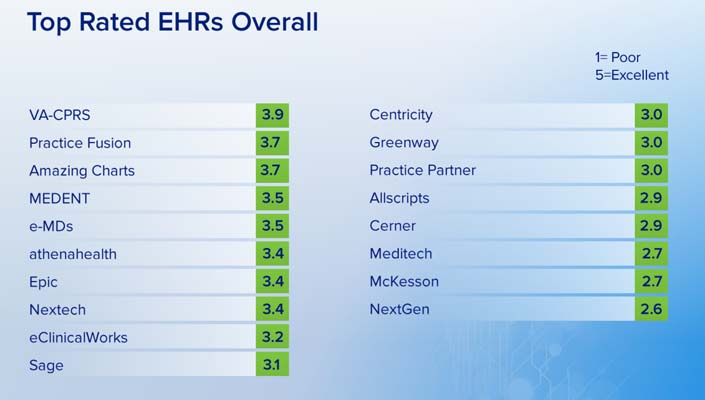 Top Rated EHRs Overall
1= Poor
5=Excellent
VA-CPRS 3.9
Practice Fusion 3.7
Amazing Charts 3.7
MEDENT 3.5
e-MDs 3.5
athenahealth 3.4
Epic 3.4
Nextech 3.4
eClinicalWorks 3.2
Sage 3.1
Centricity 3.0
Greenway 3.0
Practice Partner 3.0
Allscripts 2.9
Cerner 2.9
Meditech 2.7
McKesson 2.7
NextGen 2.6